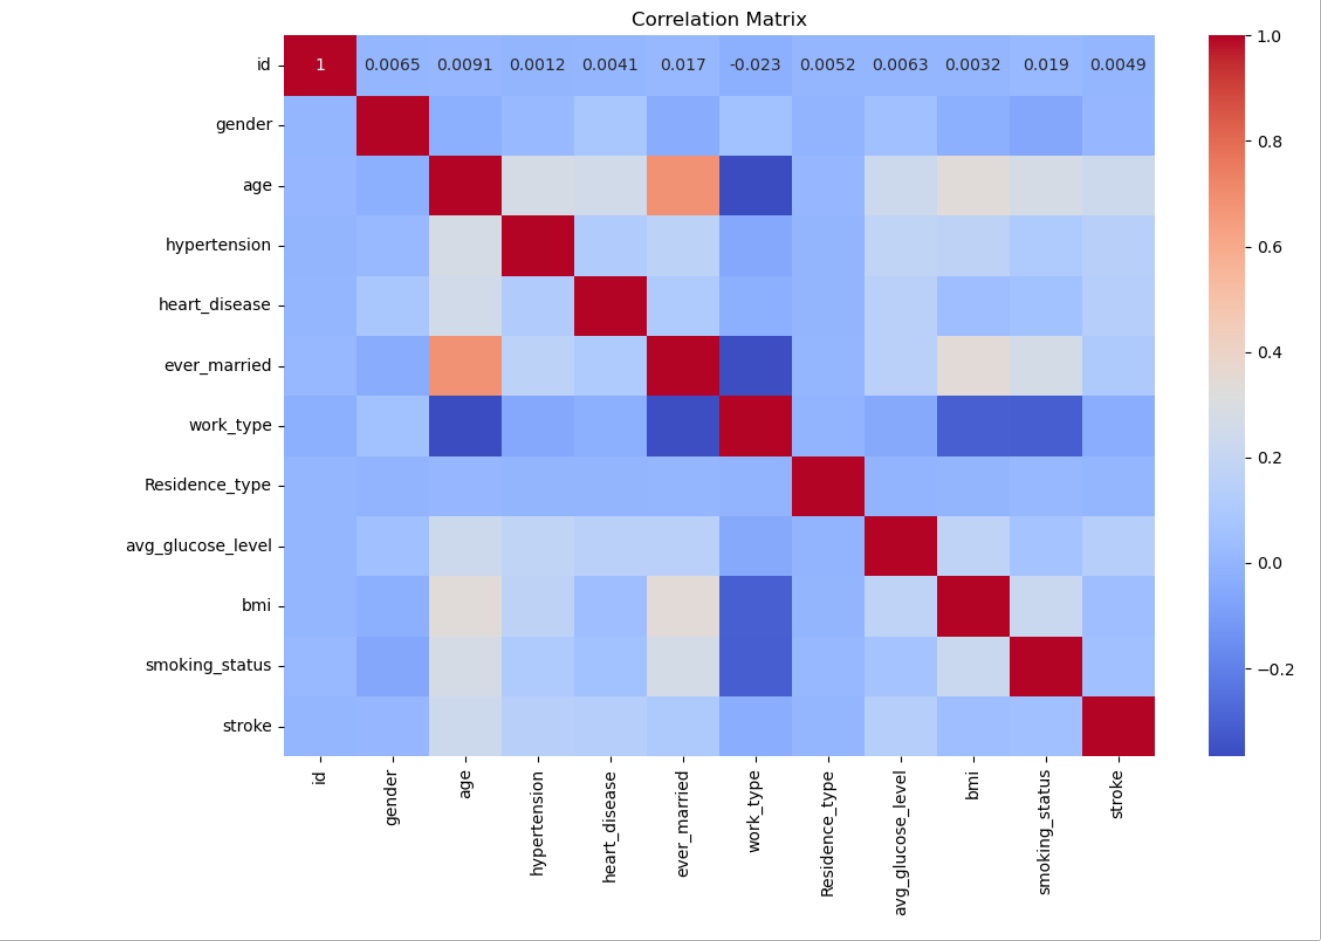 Correlation Matrix
id
1 0.0065 0.0091 0.0012 0.0041 0.017 -0.023 0.0052 0.0063 0.0032 0.019 0.0049
gender
age
hypertension
heart_disease
ever_married
work_type
Residence_type
avg_glucose_level
bmi
smoking_status
stroke
id
gender
age
hypertension
heart_disease
ever_married
work_type
Residence_type
avg_glucose_level
bmi
smoking_status
stroke
1.0
0.8
0.6
0.4
0.2
0.0
−0.2